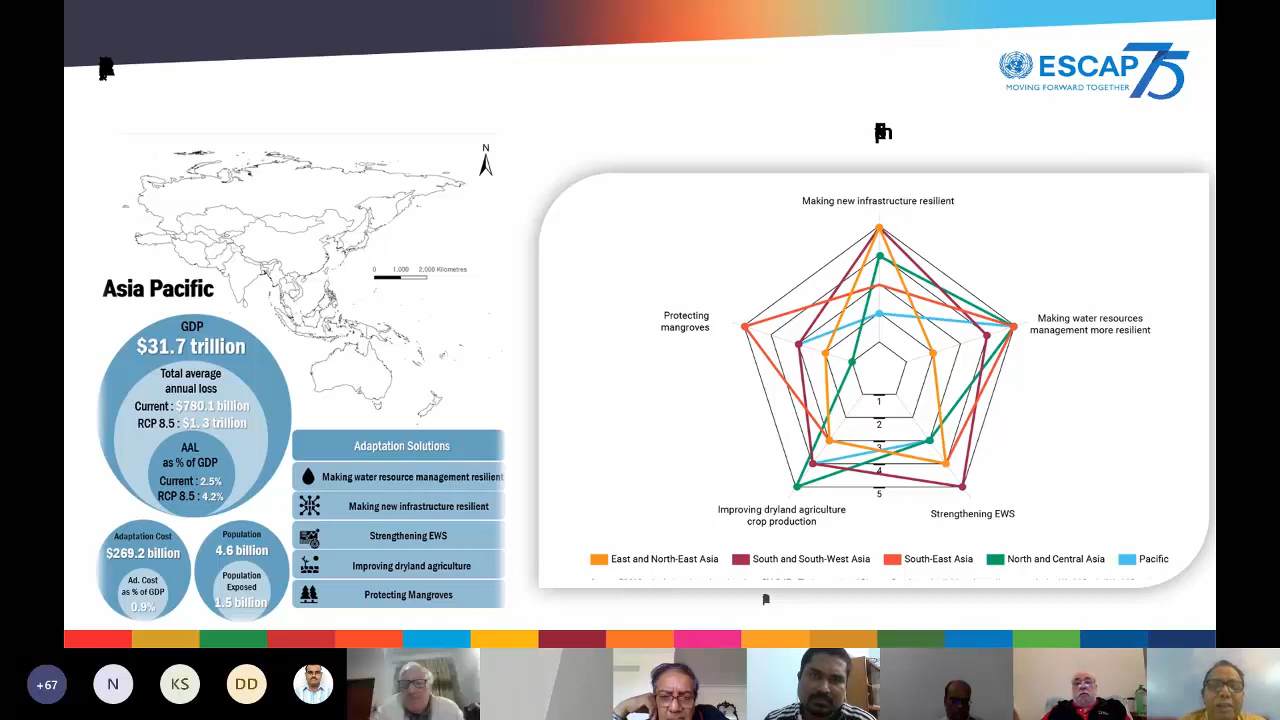 ESCAP 75
MOVING FORWARD TOGETHER
N
0 1,000 2,000 Kilometres
Asia Pacific
GDP
$31.7 trillion
Total average
annual loss
Current : $780.1 billion
RCP 8.5 : $1.3 trillion
AAL
as % of GDP
Current : 2.5%
RCP 8.5 : 4.2%
Adaptation Cost
$269.2 billion
Ad. Cost
as % of GDP
0.9%
Population
4.6 billion
Population
Exposed
1.5 billion
Adaptation Solutions
Making water resource management resilient
Making new infrastructure resilient
Strengthening EWS
Improving dryland agriculture
Protecting Mangroves
Making new infrastructure resilient
Protecting
mangroves
Making water resources
management more resilient
1
2
3
4
5
Improving dryland agriculture
crop production
Strengthening EWS
East and North-East Asia
South and South-West Asia
South-East Asia
North and Central Asia
Pacific
+67
N
KS
DD